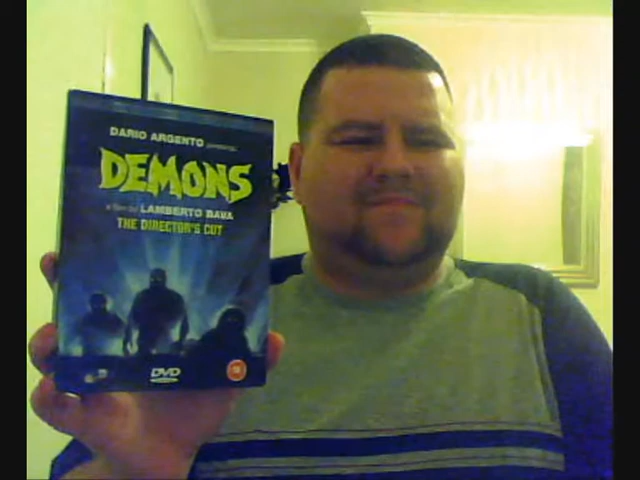 DARIO ARGENTO presents
DEMONS
a film by LAMBERTO BAVA
THE DIRECTOR'S CUT
DVD
18